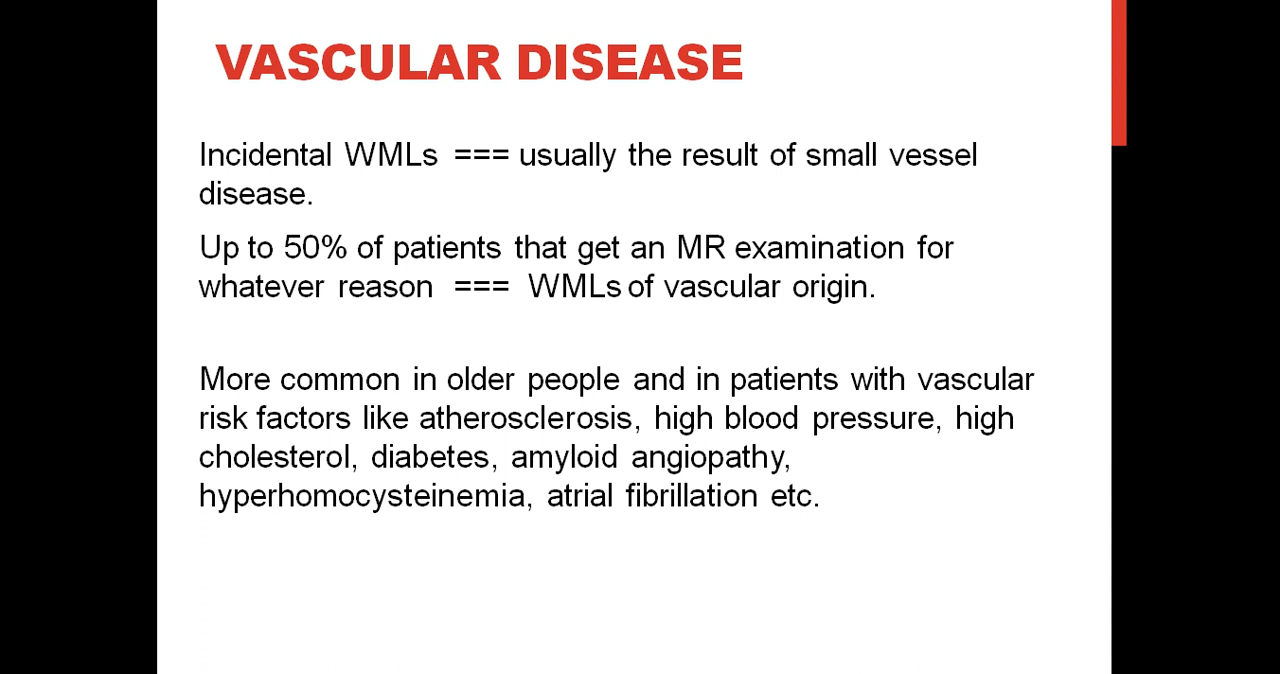 VASCULAR DISEASE
Incidental WMLs === usually the result of small vessel
disease.
Up to 50% of patients that get an MR examination for
whatever reason === WMLs of vascular origin.
More common in older people and in patients with vascular
risk factors like atherosclerosis, high blood pressure, high
cholesterol, diabetes, amyloid angiopathy,
hyperhomocysteinemia, atrial fibrillation etc.